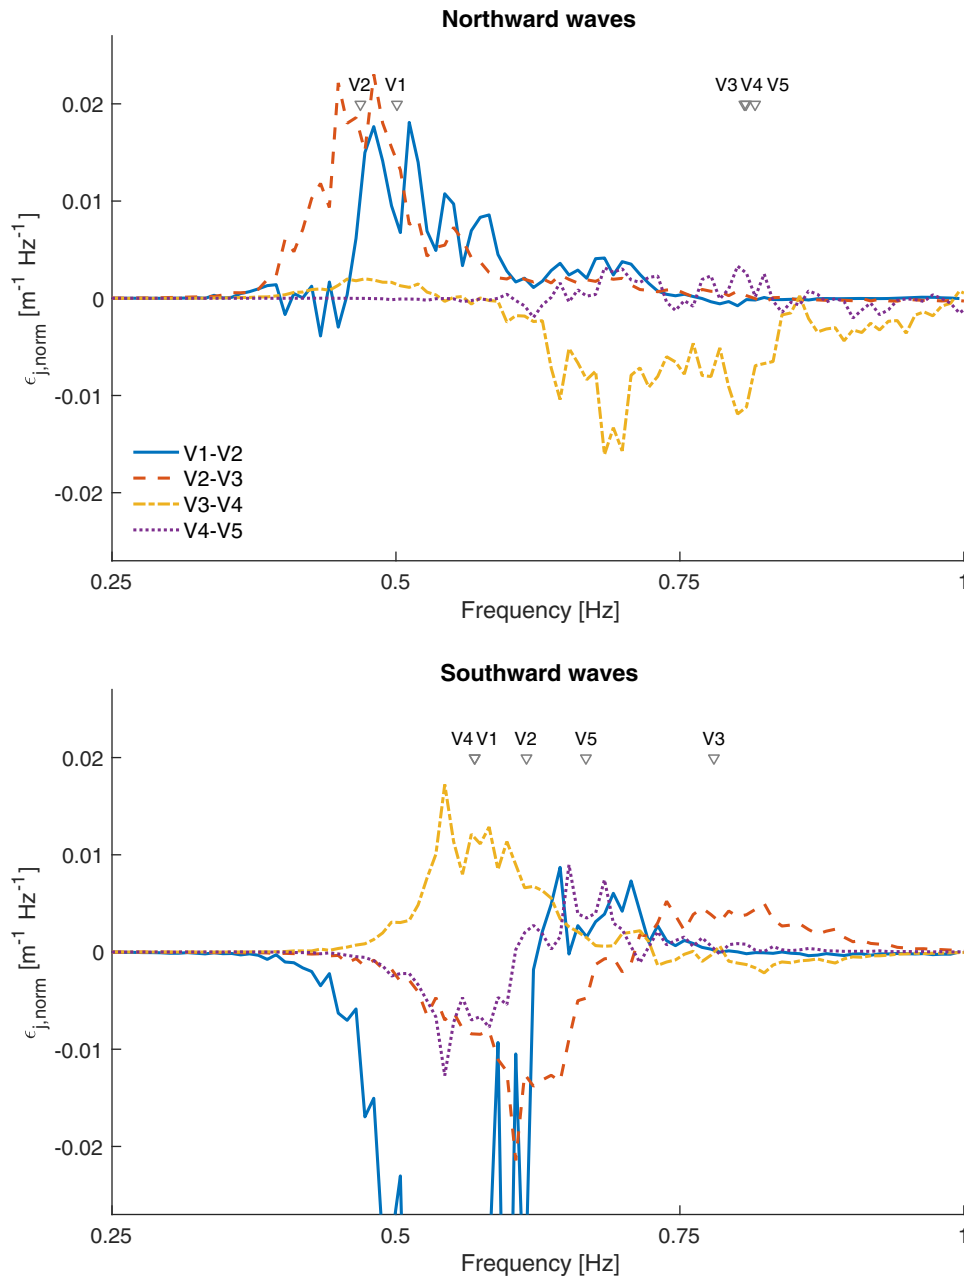 Northward waves
V2 V1 V3 V4 V5
0.02
0.01
0
-0.01
-0.02
ϵj,norm [m-1 Hz-1]
V1-V2
V2-V3
V3-V4
V4-V5
0.25 0.5 0.75 1
Frequency [Hz]
Southward waves
V4 V1 V2 V5 V3
0.02
0.01
0
-0.01
-0.02
ϵj,norm [m-1 Hz-1]
0.25 0.5 0.75 1
Frequency [Hz]